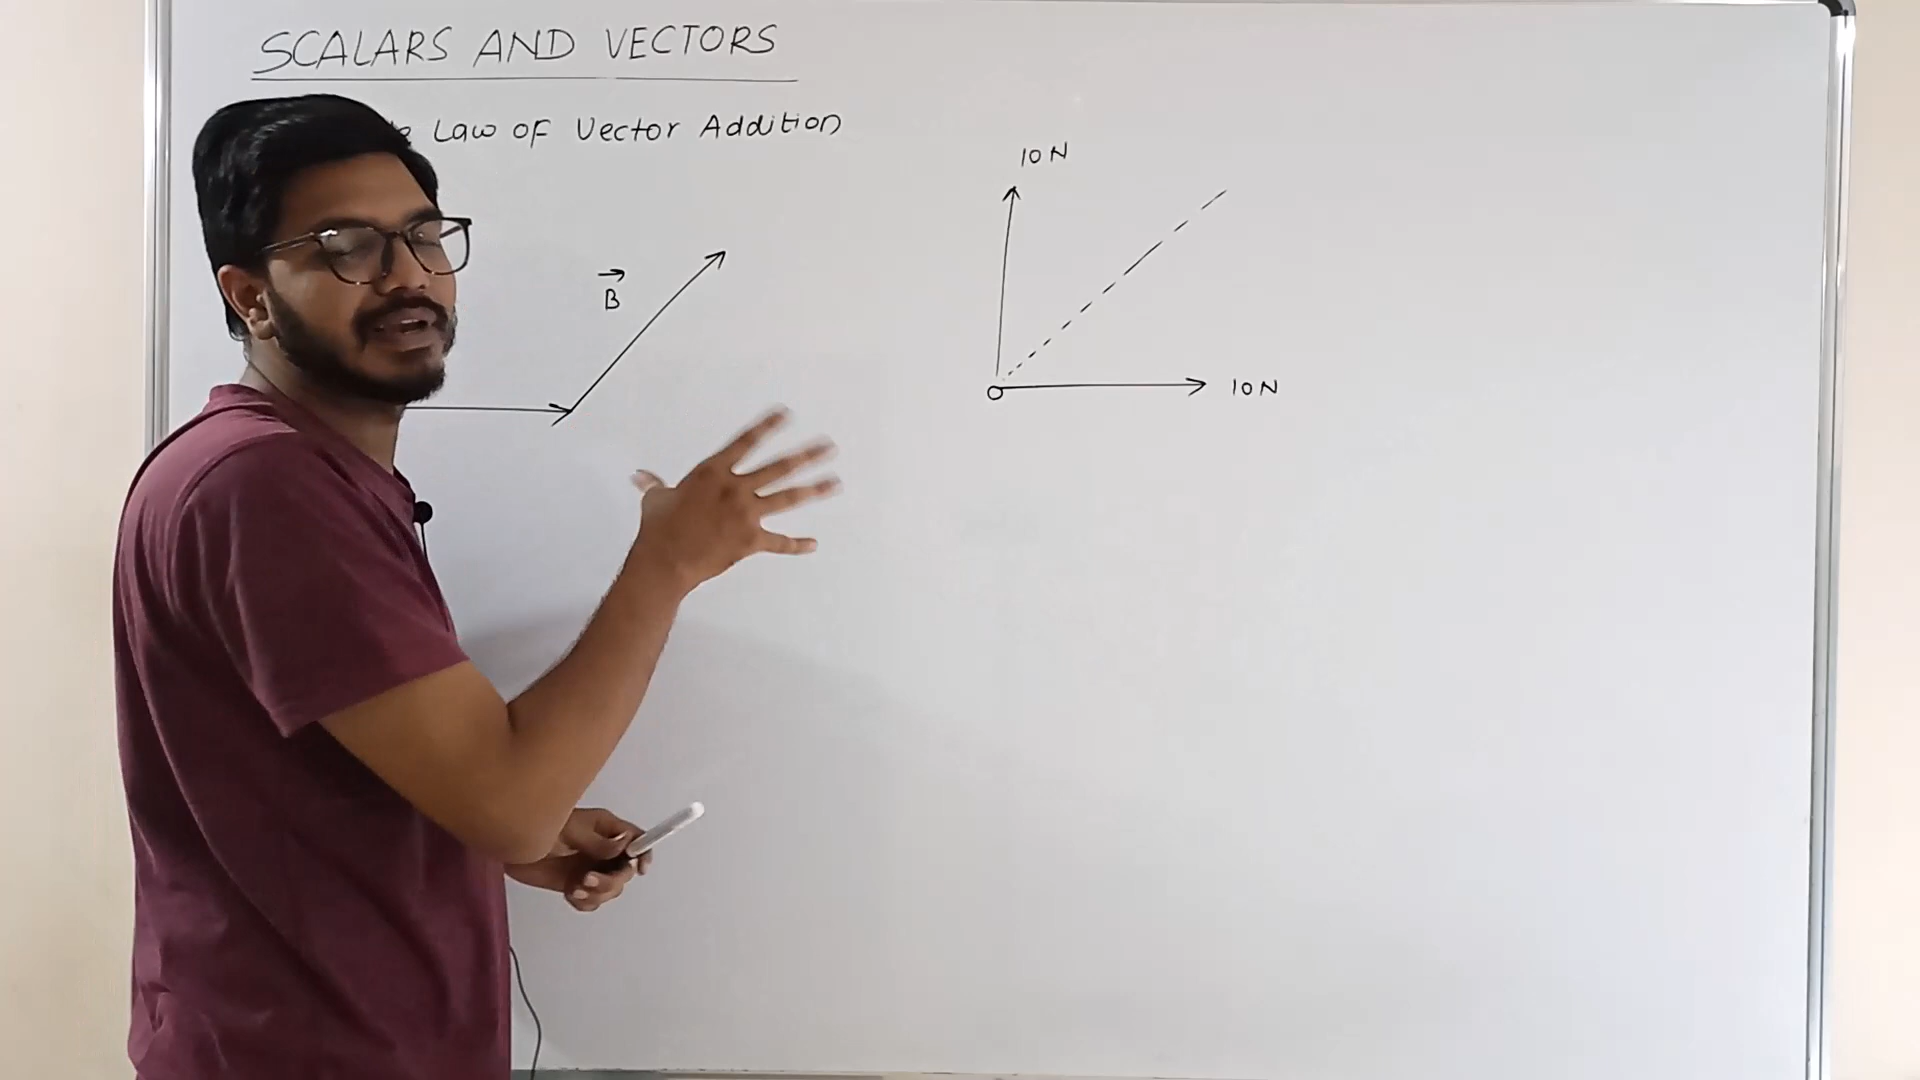 SCALARS AND VECTORS
Law of Vector Addition
10 N
B
10 N